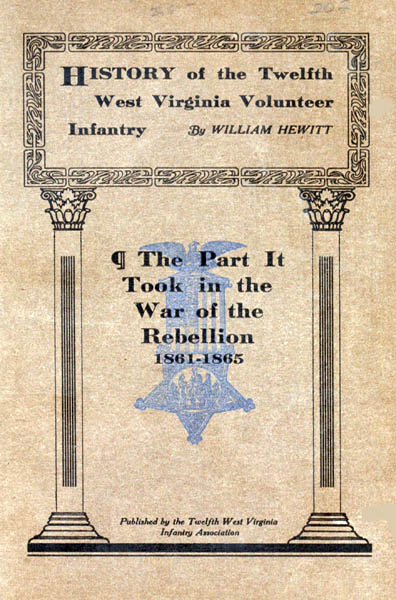 HISTORY of the Twelfth
West Virginia Volunteer
Infantry By WILLIAM HEWITT
¶ The Part It
Took in the
War of the
Rebellion
1861-1865
Published by the Twelfth West Virginia
Infantry Association